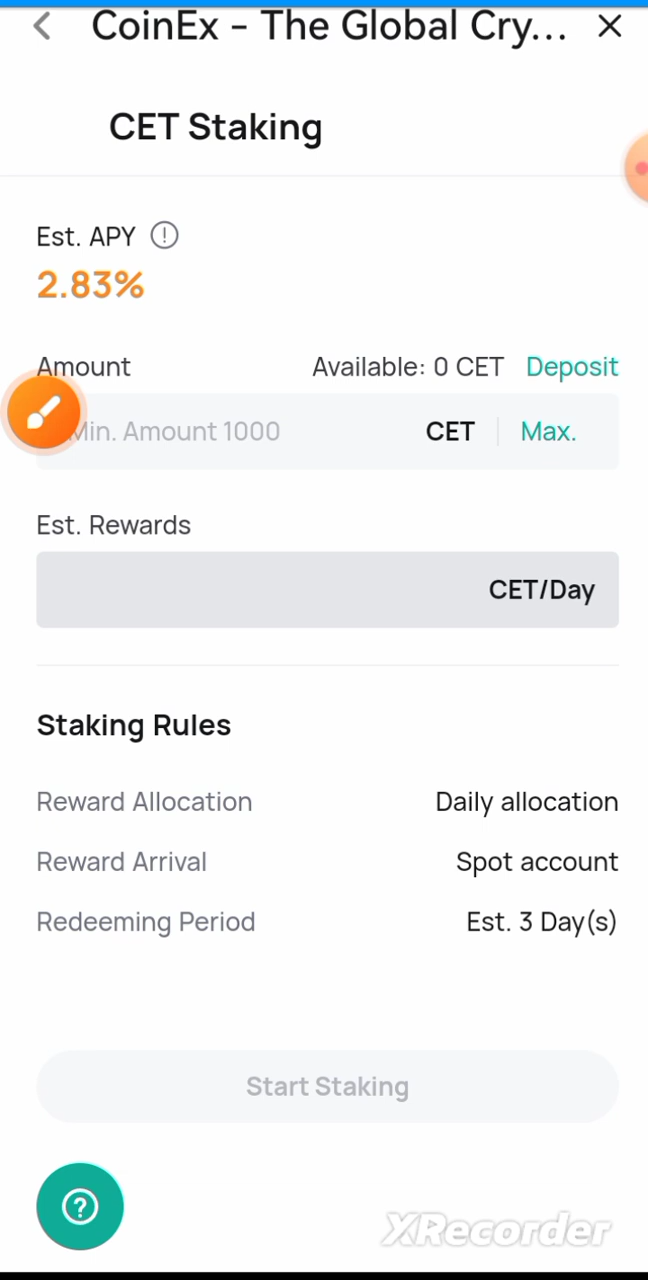 CoinEx - The Global Cry...
CET Staking
Est. APY
2.83%
Amount Available: 0 CET Deposit
Min. Amount 1000 CET Max.
Est. Rewards
CET/Day
Staking Rules
Reward Allocation Daily allocation
Reward Arrival Spot account
Redeeming Period Est. 3 Day(s)
Start Staking
XRecorder